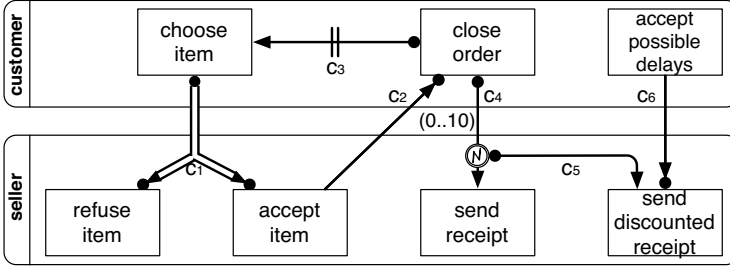 customer
choose
item
close
order
accept
possible
delays
c3
c2
c4
c6
(0..10)
N
seller
c1
c5
refuse
item
accept
item
send
receipt
send
discounted
receipt